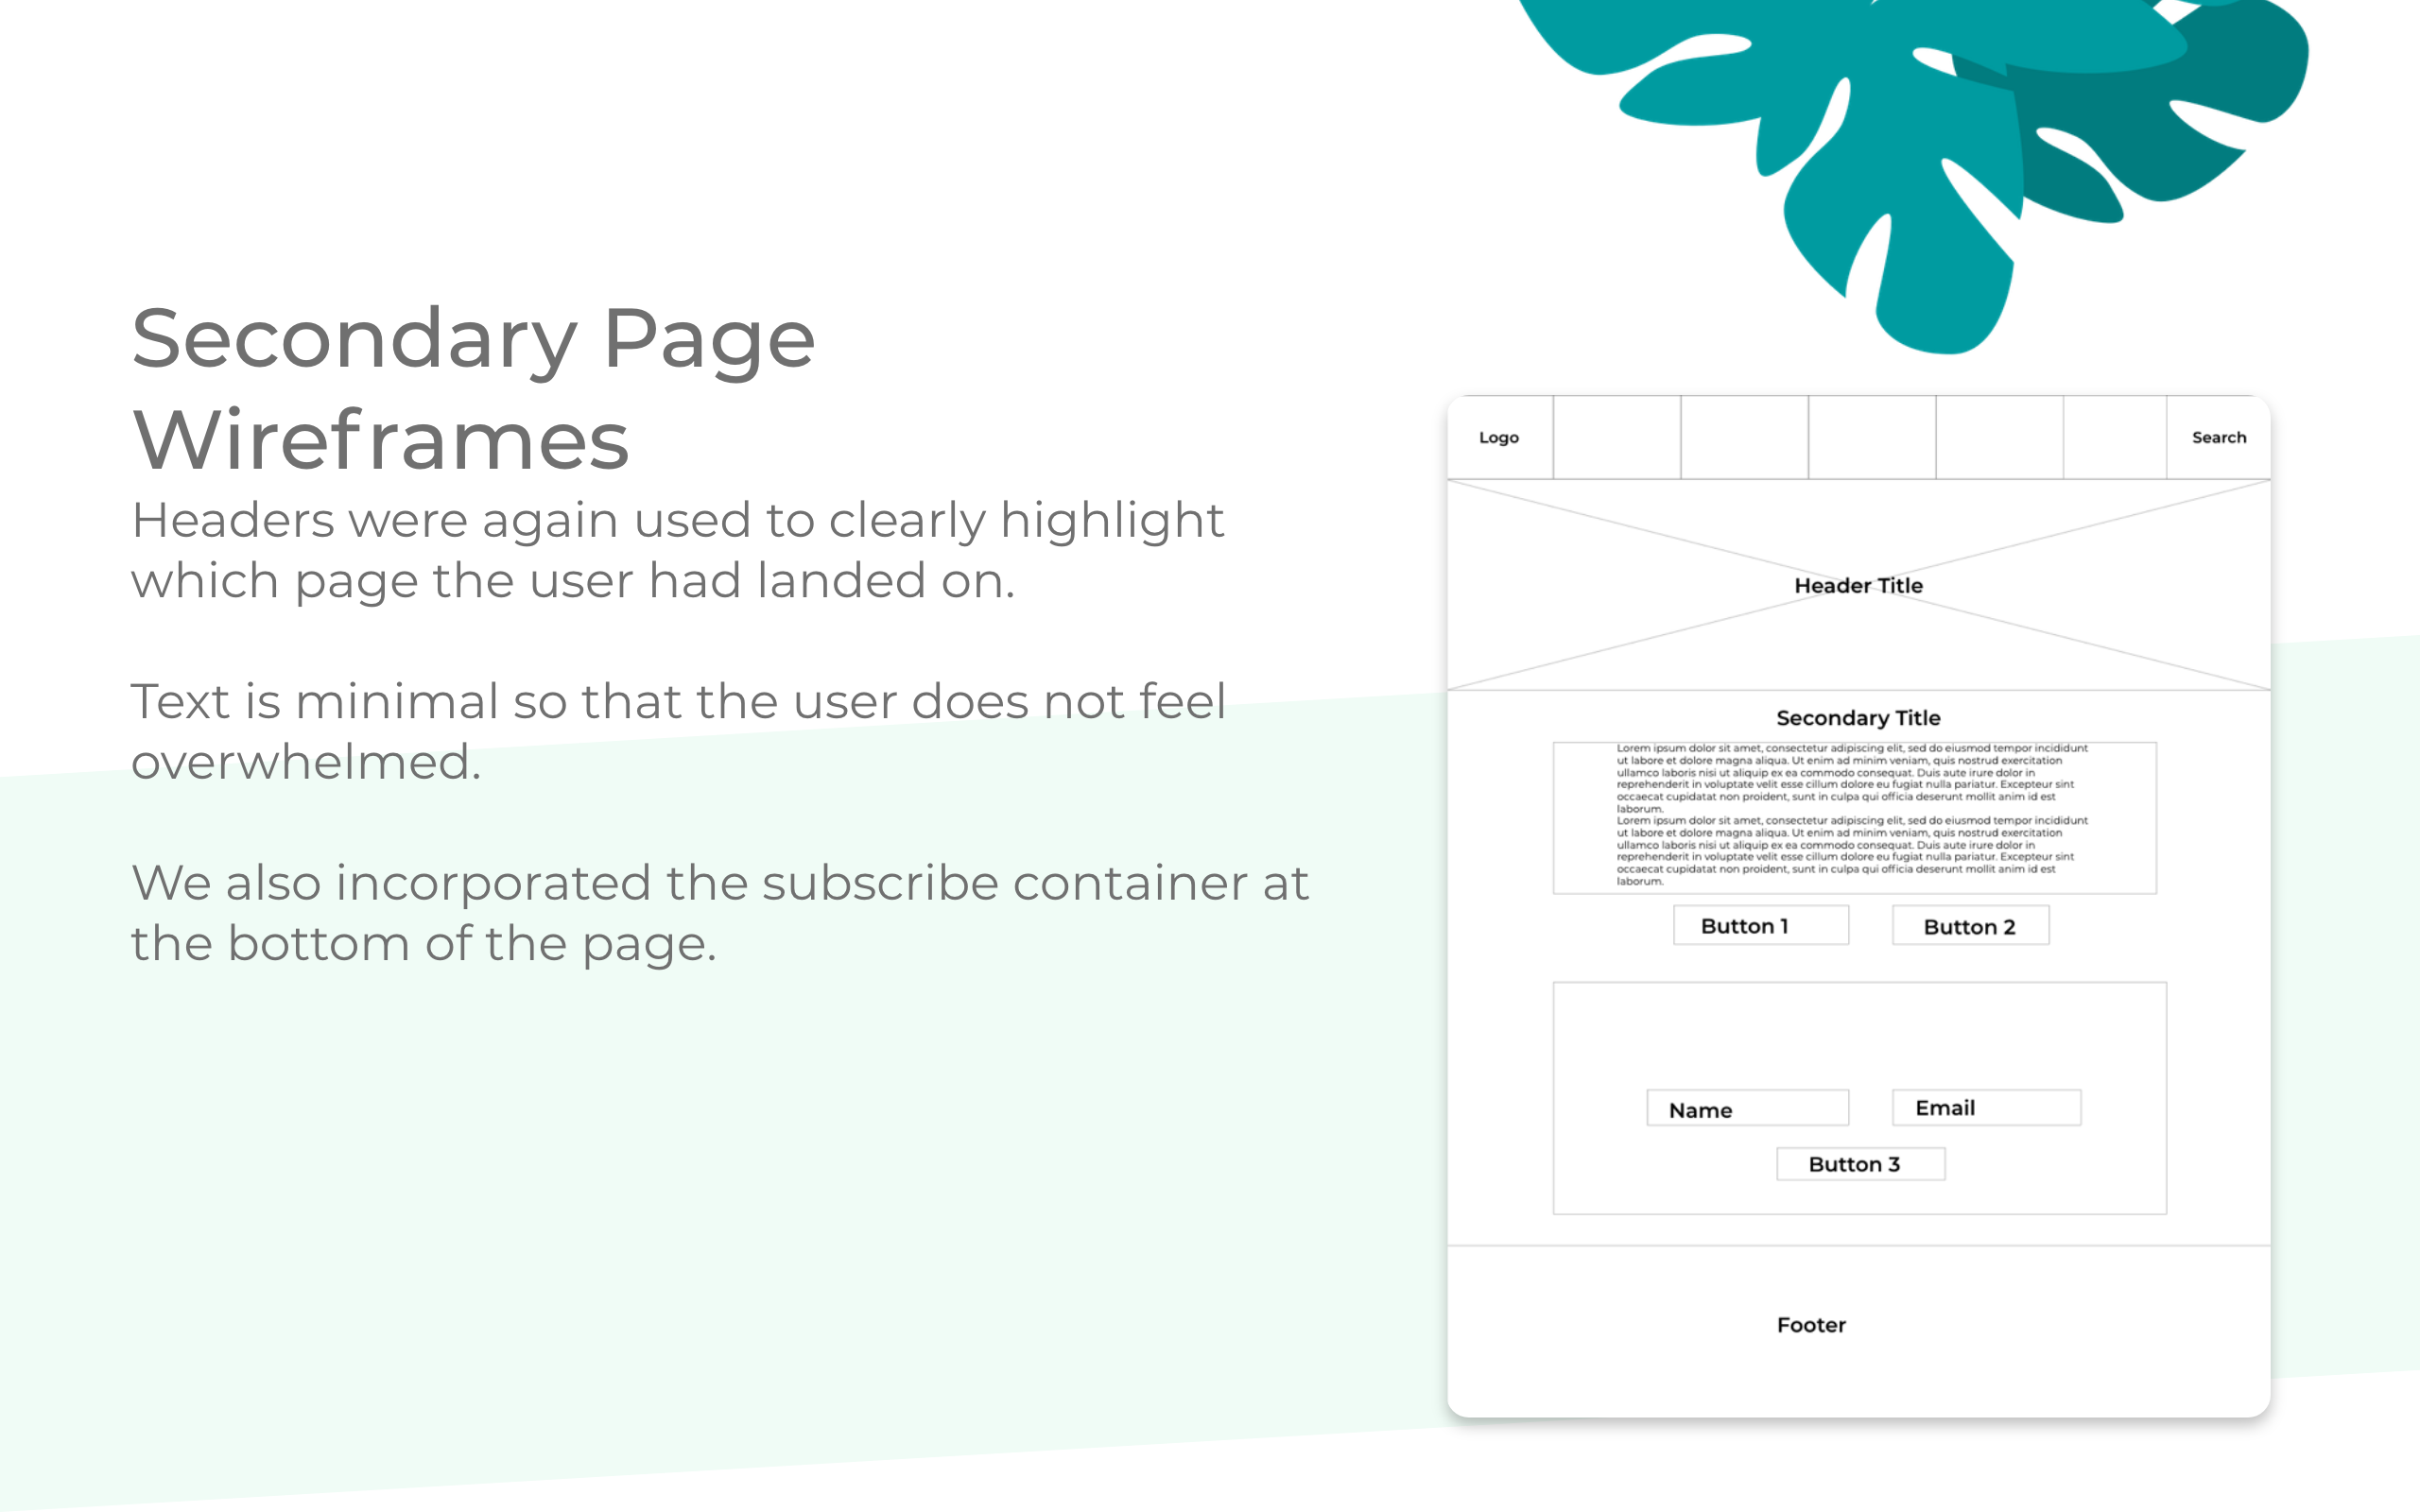 Secondary Page
Wireframes
Headers were again used to clearly highlight
which page the user had landed on.
Text is minimal so that the user does not feel
overwhelmed.
We also incorporated the subscribe container at
the bottom of the page.
Logo
Search
Header Title
Secondary Title
Lorem ipsum dolor sit amet, consectetur adipiscing elit, sed do eiusmod tempor incididunt
ut labore et dolore magna aliqua. Ut enim ad minim veniam, quis nostrud exercitation
ullamco laboris nisi ut aliquip ex ea commodo consequat. Duis aute irure dolor in
reprehenderit in voluptate velit esse cillum dolore eu fugiat nulla pariatur. Excepteur sint
occaecat cupidatat non proident, sunt in culpa qui officia deserunt mollit anim id est
laborum.
Lorem ipsum dolor sit amet, consectetur adipiscing elit, sed do eiusmod tempor incididunt
ut labore et dolore magna aliqua. Ut enim ad minim veniam, quis nostrud exercitation
ullamco laboris nisi ut aliquip ex ea commodo consequat. Duis aute irure dolor in
reprehenderit in voluptate velit esse cillum dolore eu fugiat nulla pariatur. Excepteur sint
occaecat cupidatat non proident, sunt in culpa qui officia deserunt mollit anim id est
laborum.
Button 1
Button 2
Name
Email
Button 3
Footer